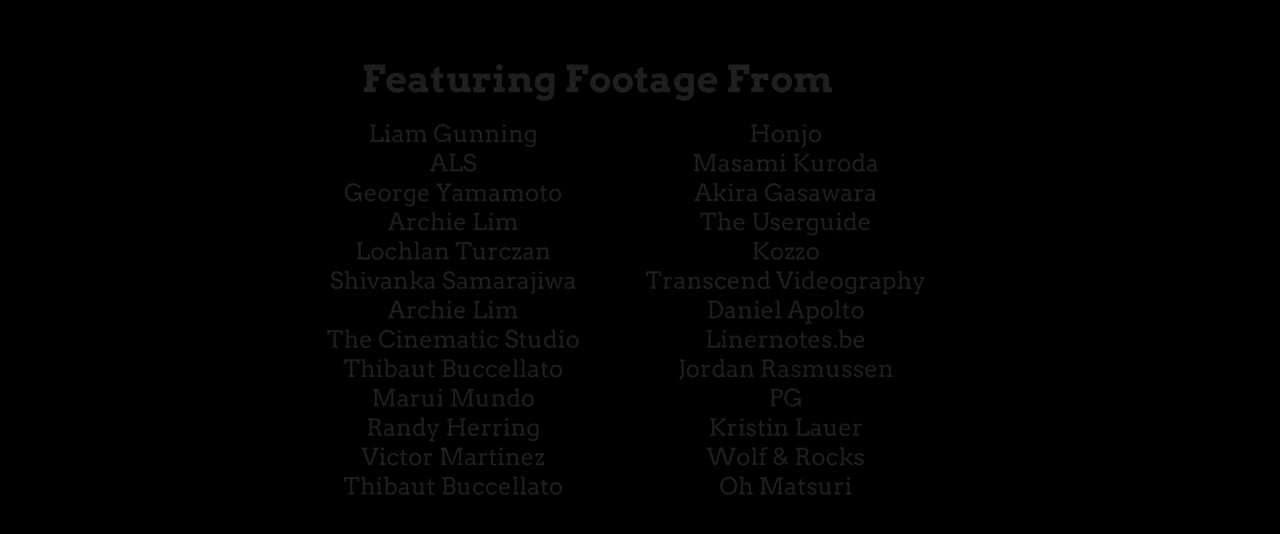 Featuring Footage From
Liam Gunning
ALS
George Yamamoto
Archie Lim
Lochlan Turczan
Shivanka Samarajiwa
Archie Lim
The Cinematic Studio
Thibaut Buccellato
Marui Mundo
Randy Herring
Victor Martinez
Thibaut Buccellato
Honjo
Masami Kuroda
Akira Gasawara
The Userguide
Kozzo
Transcend Videography
Daniel Apolto
Linernotes.be
Jordan Rasmussen
PG
Kristin Lauer
Wolf & Rocks
Oh Matsuri